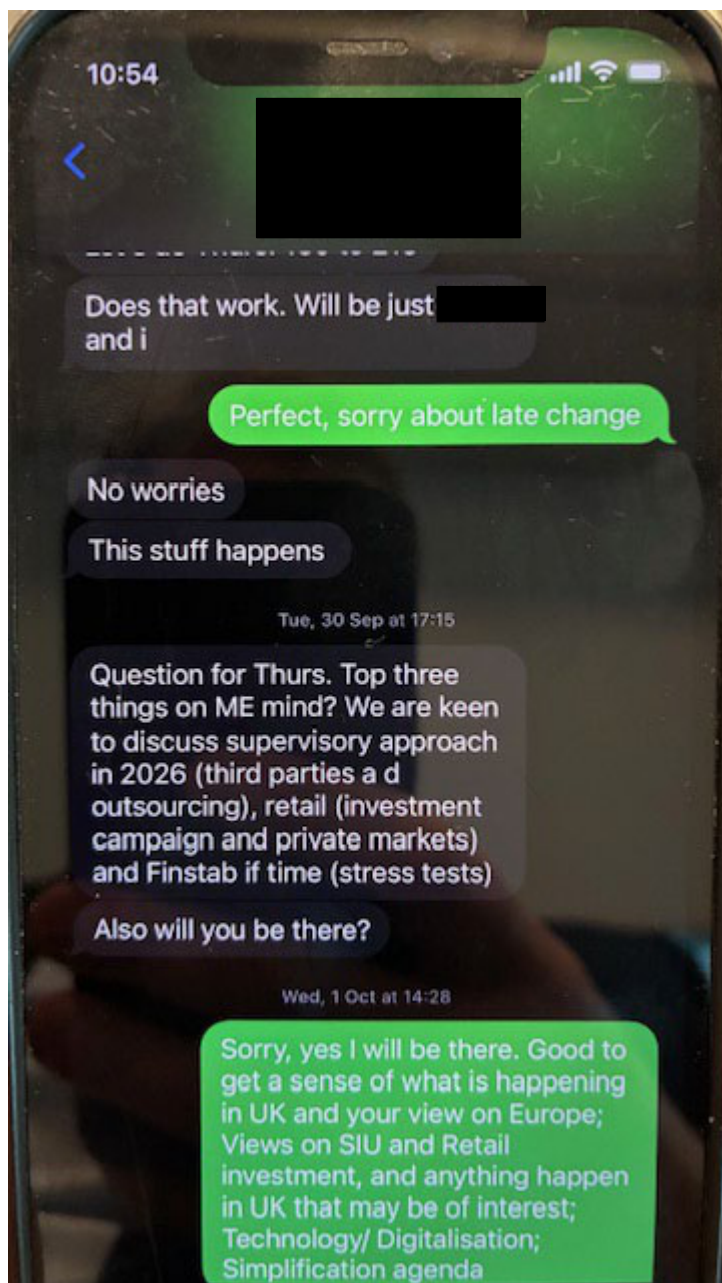 10:54
Does that work. Will be just
and i
Perfect, sorry about late change
No worries
This stuff happens
Tue, 30 Sep at 17:15
Question for Thurs. Top three
things on ME mind? We are keen
to discuss supervisory approach
in 2026 (third parties a d
outsourcing), retail (investment
campaign and private markets)
and Finstab if time (stress tests)
Also will you be there?
Wed, 1 Oct at 14:28
Sorry, yes I will be there. Good to
get a sense of what is happening
in UK and your view on Europe;
Views on SIU and Retail
investment, and anything happen
in UK that may be of interest;
Technology/ Digitalisation;
Simplification agenda